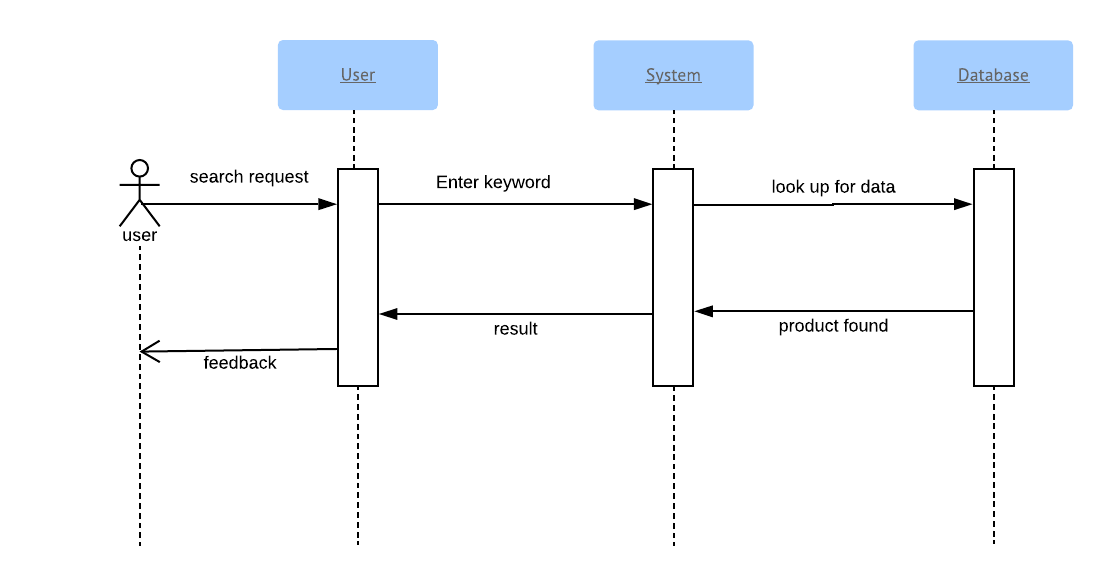 User
System
Database
search request
Enter keyword
look up for data
user
result
product found
feedback